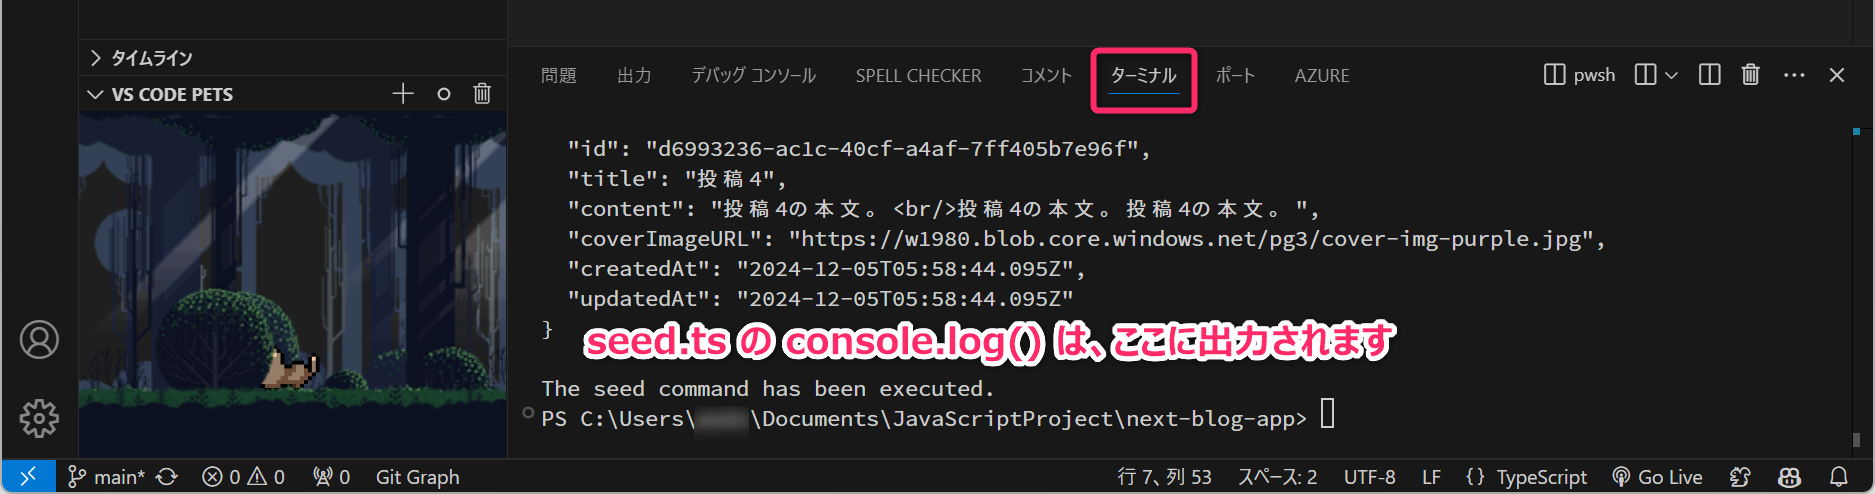 タイムライン
VS CODE PETS
問題 出力 デバッグ コンソール SPELL CHECKER コメント ターミナル ポート AZURE pwsh
"id": "d6993236-ac1c-40cf-a4af-7ff405b7e96f",
"title": "投稿4",
"content": "投稿4の本文。<br/>投稿4の本文。投稿4の本文。",
"coverImageURL": "https://w1980.blob.core.windows.net/pg3/cover-img-purple.jpg",
"createdAt": "2024-12-05T05:58:44.095Z",
"updatedAt": "2024-12-05T05:58:44.095Z"
}
seed.ts の console.log() は、ここに出力されます
The seed command has been executed.
PS C:\Users\ \Documents\JavaScriptProject\next-blog-app>
main* 0 0 0 Git Graph 行 7、列 53 スペース: 2 UTF-8 LF {} TypeScript Go Live